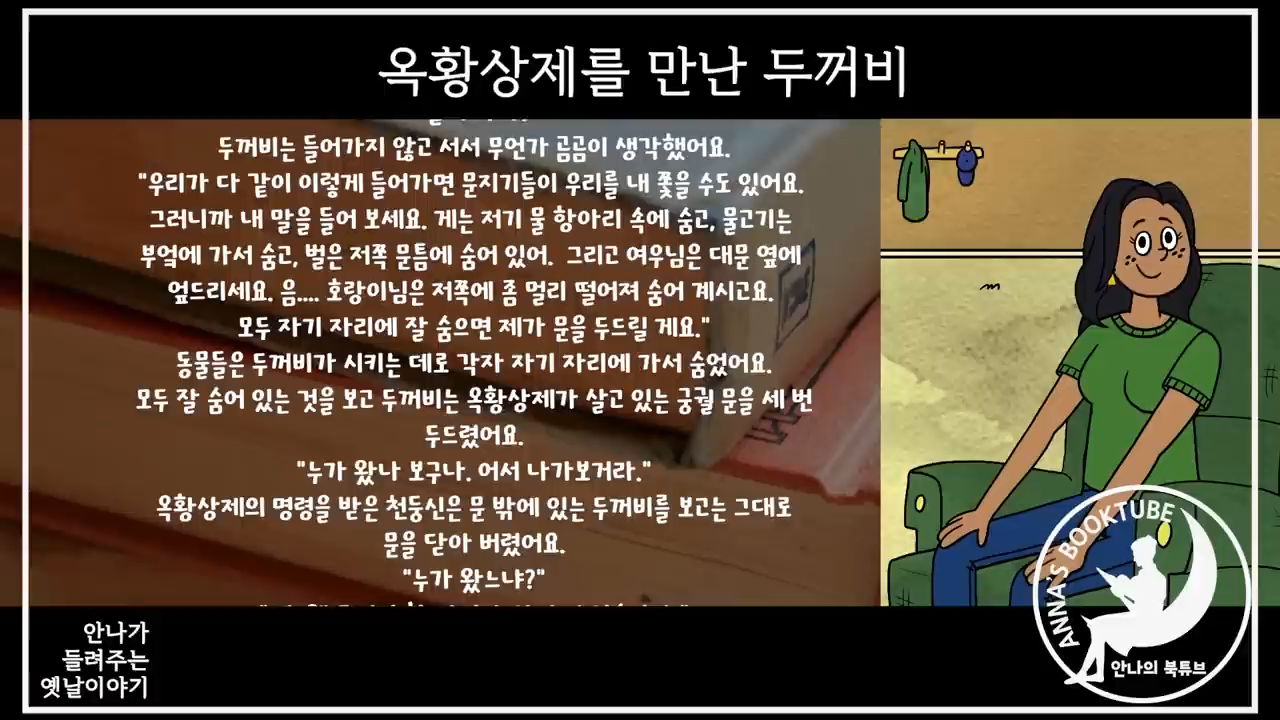 옥황상제를 만난 두꺼비
두꺼비는 들어가지 않고 서서 무언가 곰곰이 생각했어요.
"우리가 다 같이 이렇게 들어가면 문지기들이 우리를 내 쫓을 수도 있어요.
그러니까 내 말을 들어 보세요. 게는 저기 물 항아리 속에 숨고, 물고기는
부엌에 가서 숨고, 벌은 저쪽 문틈에 숨어 있어. 그리고 여우님은 대문 옆에
엎드리세요. 음.... 호랑이님은 저쪽에 좀 멀리 떨어져 숨어 계시고요.
모두 자기 자리에 잘 숨으면 제가 문을 두드릴 게요."
동물들은 두꺼비가 시키는 데로 각자 자기 자리에 가서 숨었어요.
모두 잘 숨어 있는 것을 보고 두꺼비는 옥황상제가 살고 있는 궁궐 문을 세 번
두드렸어요.
"누가 왔나 보구나. 어서 나가보거라."
옥황상제의 명령을 받은 천둥신은 문 밖에 있는 두꺼비를 보고는 그대로
문을 닫아 버렸어요.
"누가 왔느냐?"
안나가
들려주는
옛날이야기
ANNA'S BOOKTUBE
안나의 북튜브